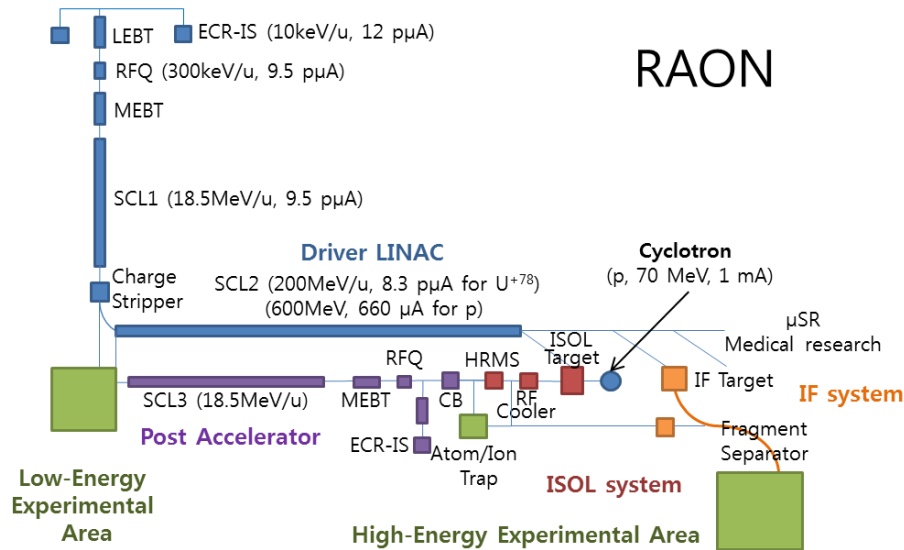 LEBT
ECR-IS (10keV/u, 12 pμA)
RAON
RFQ (300keV/u, 9.5 pμA)
MEBT
SCL1 (18.5MeV/u, 9.5 pμA)
Driver LINAC
Cyclotron
(p, 70 MeV, 1 mA)
Charge
Stripper
SCL2 (200MeV/u, 8.3 pμA for U+78)
(600MeV, 660 μA for p)
μSR
Medical research
ISOL
Target
RFQ
HRMS
IF Target
SCL3 (18.5MeV/u)
MEBT
CB
RF
Cooler
IF system
Post Accelerator
ECR-IS
Atom/Ion
Trap
Fragment
Separator
Low-Energy
Experimental
Area
ISOL system
High-Energy Experimental Area